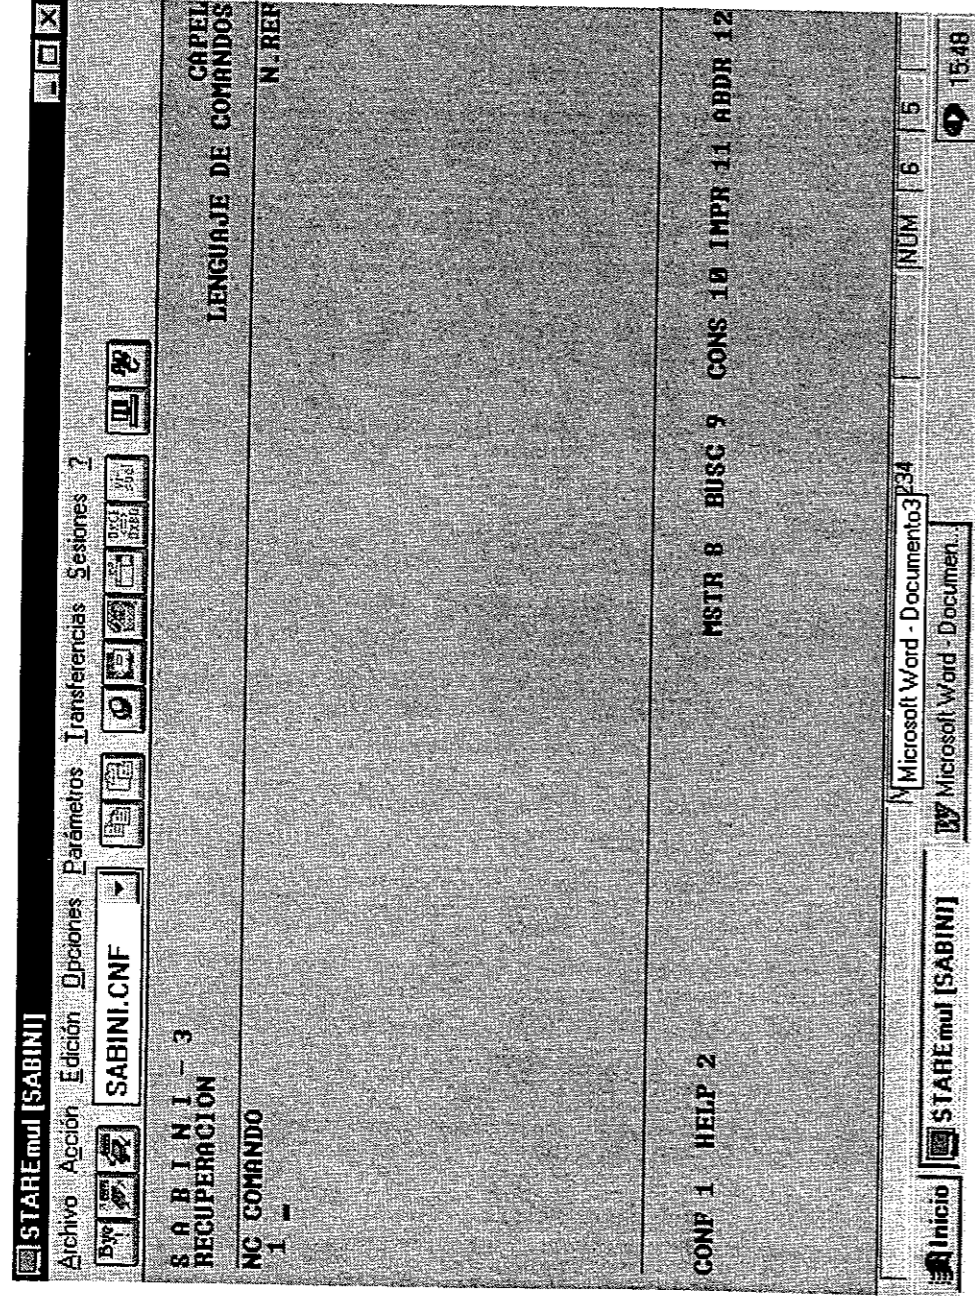 STAREmul [SABINI]
Archivo Acción Edición Opciones Parámetros Transferencias Sesiones ?
Bye SABINI.CNF
S A B I N I - 3 CAPEL
RECUPERACION LENGUAJE DE COMANDOS
NC COMANDO N.REF
1
CONF 1 HELP 2 MSTR 8 BUSC 9 CONS 10 IMPR 11 ABDR 12
234 NUM 6 5
Microsoft Word - Documento3
Inicio STAREmul [SABINI] Microsoft Word - Documen... 15:48